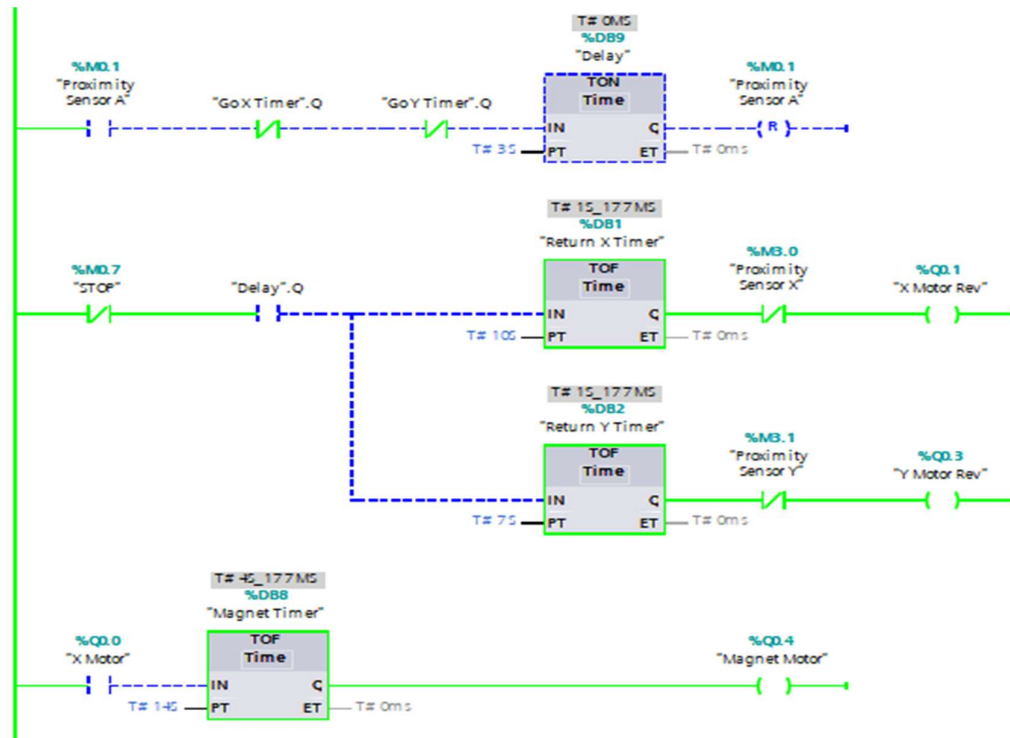 T# 0MS
%DB9
"Delay"
%M0.1
"Proximity
Sensor A"
"Go X Timer".Q
"Go Y Timer".Q
TON
Time
%M0.1
"Proximity
Sensor A"
R
IN
Q
T# 3S
PT
ET
T# 0ms
T# 1S_177MS
%DB1
"Return X Timer"
%M0.7
"STOP"
"Delay".Q
TOF
Time
%M3.0
"Proximity
Sensor X"
%Q0.1
"X Motor Rev"
IN
Q
T# 10S
PT
ET
T# 0ms
T# 1S_177MS
%DB2
"Return Y Timer"
TOF
Time
%M3.1
"Proximity
Sensor Y"
%Q0.3
"Y Motor Rev"
IN
Q
T# 7S
PT
ET
T# 0ms
T# 4S_177MS
%DB8
"Magnet Timer"
%Q0.0
"X Motor"
TOF
Time
%Q0.4
"Magnet Motor"
IN
Q
T# 14S
PT
ET
T# 0ms